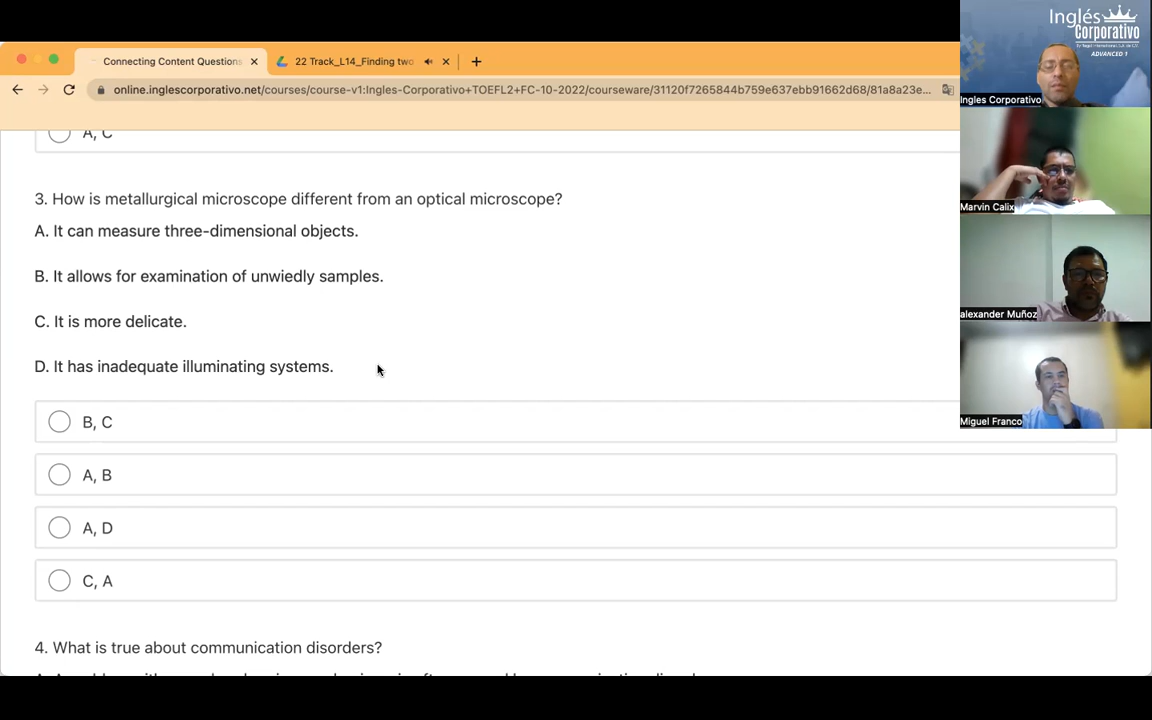 Inglés
Corporativo
ADVANCED 1
Connecting Content Questions
22 Track_L14_Finding two
online.inglescorporativo.net/courses/course-v1:Ingles-Corporativo+TOEFL2+FC-10-2022/courseware/31120f7265844b759e637ebb91662d68/81a8a23e...
Ingles Corporativo
A, C
3. How is metallurgical microscope different from an optical microscope?
A. It can measure three-dimensional objects.
Marvin Calix
B. It allows for examination of unwiedly samples.
C. It is more delicate.
alexander Muñoz
D. It has inadequate illuminating systems.
B, C
Miguel Franco
A, B
A, D
C, A
4. What is true about communication disorders?